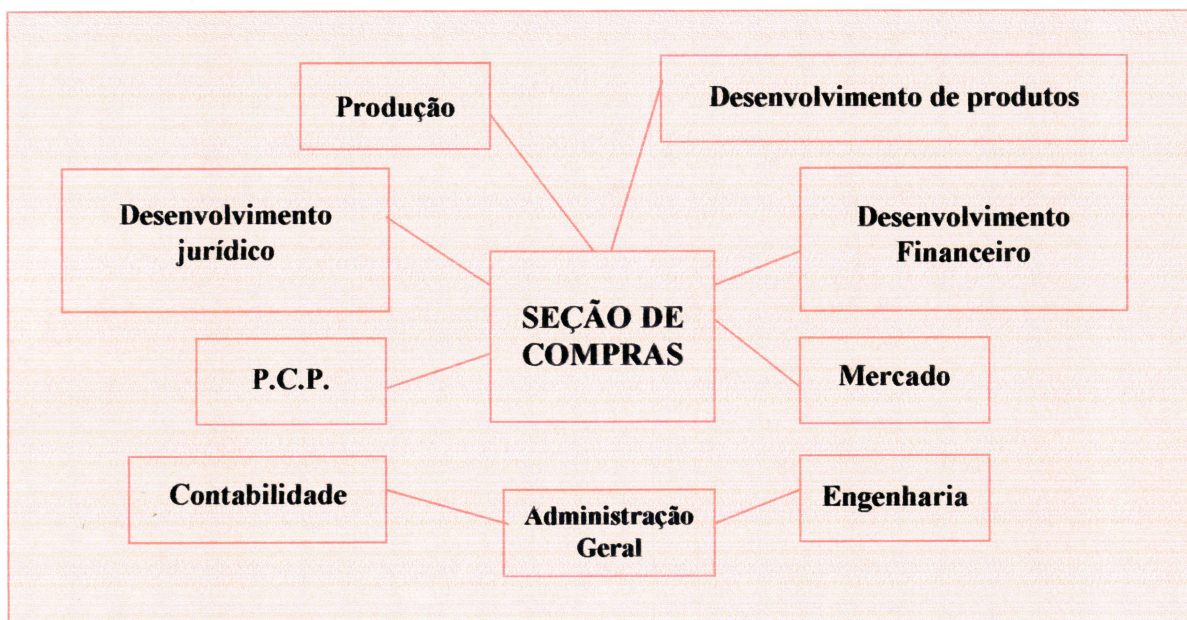 Produção
Desenvolvimento de produtos
Desenvolvimento
jurídico
Desenvolvimento
Financeiro
SEÇÃO DE
COMPRAS
P.C.P.
Mercado
Contabilidade
Administração
Geral
Engenharia